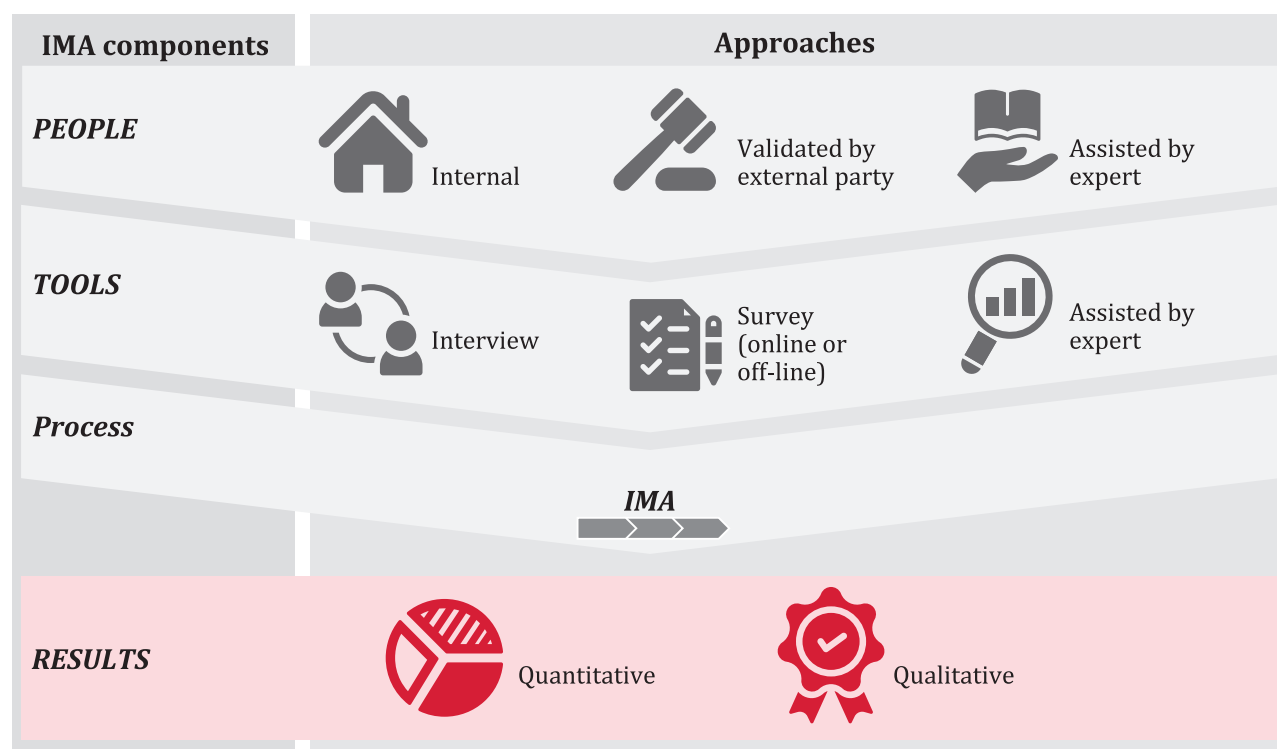 IMA components
Approaches
PEOPLE
Internal
Validated by
external party
Assisted by
expert
TOOLS
Interview
Survey
(online or
off-line)
Assisted by
expert
Process
IMA
RESULTS
Quantitative
Qualitative